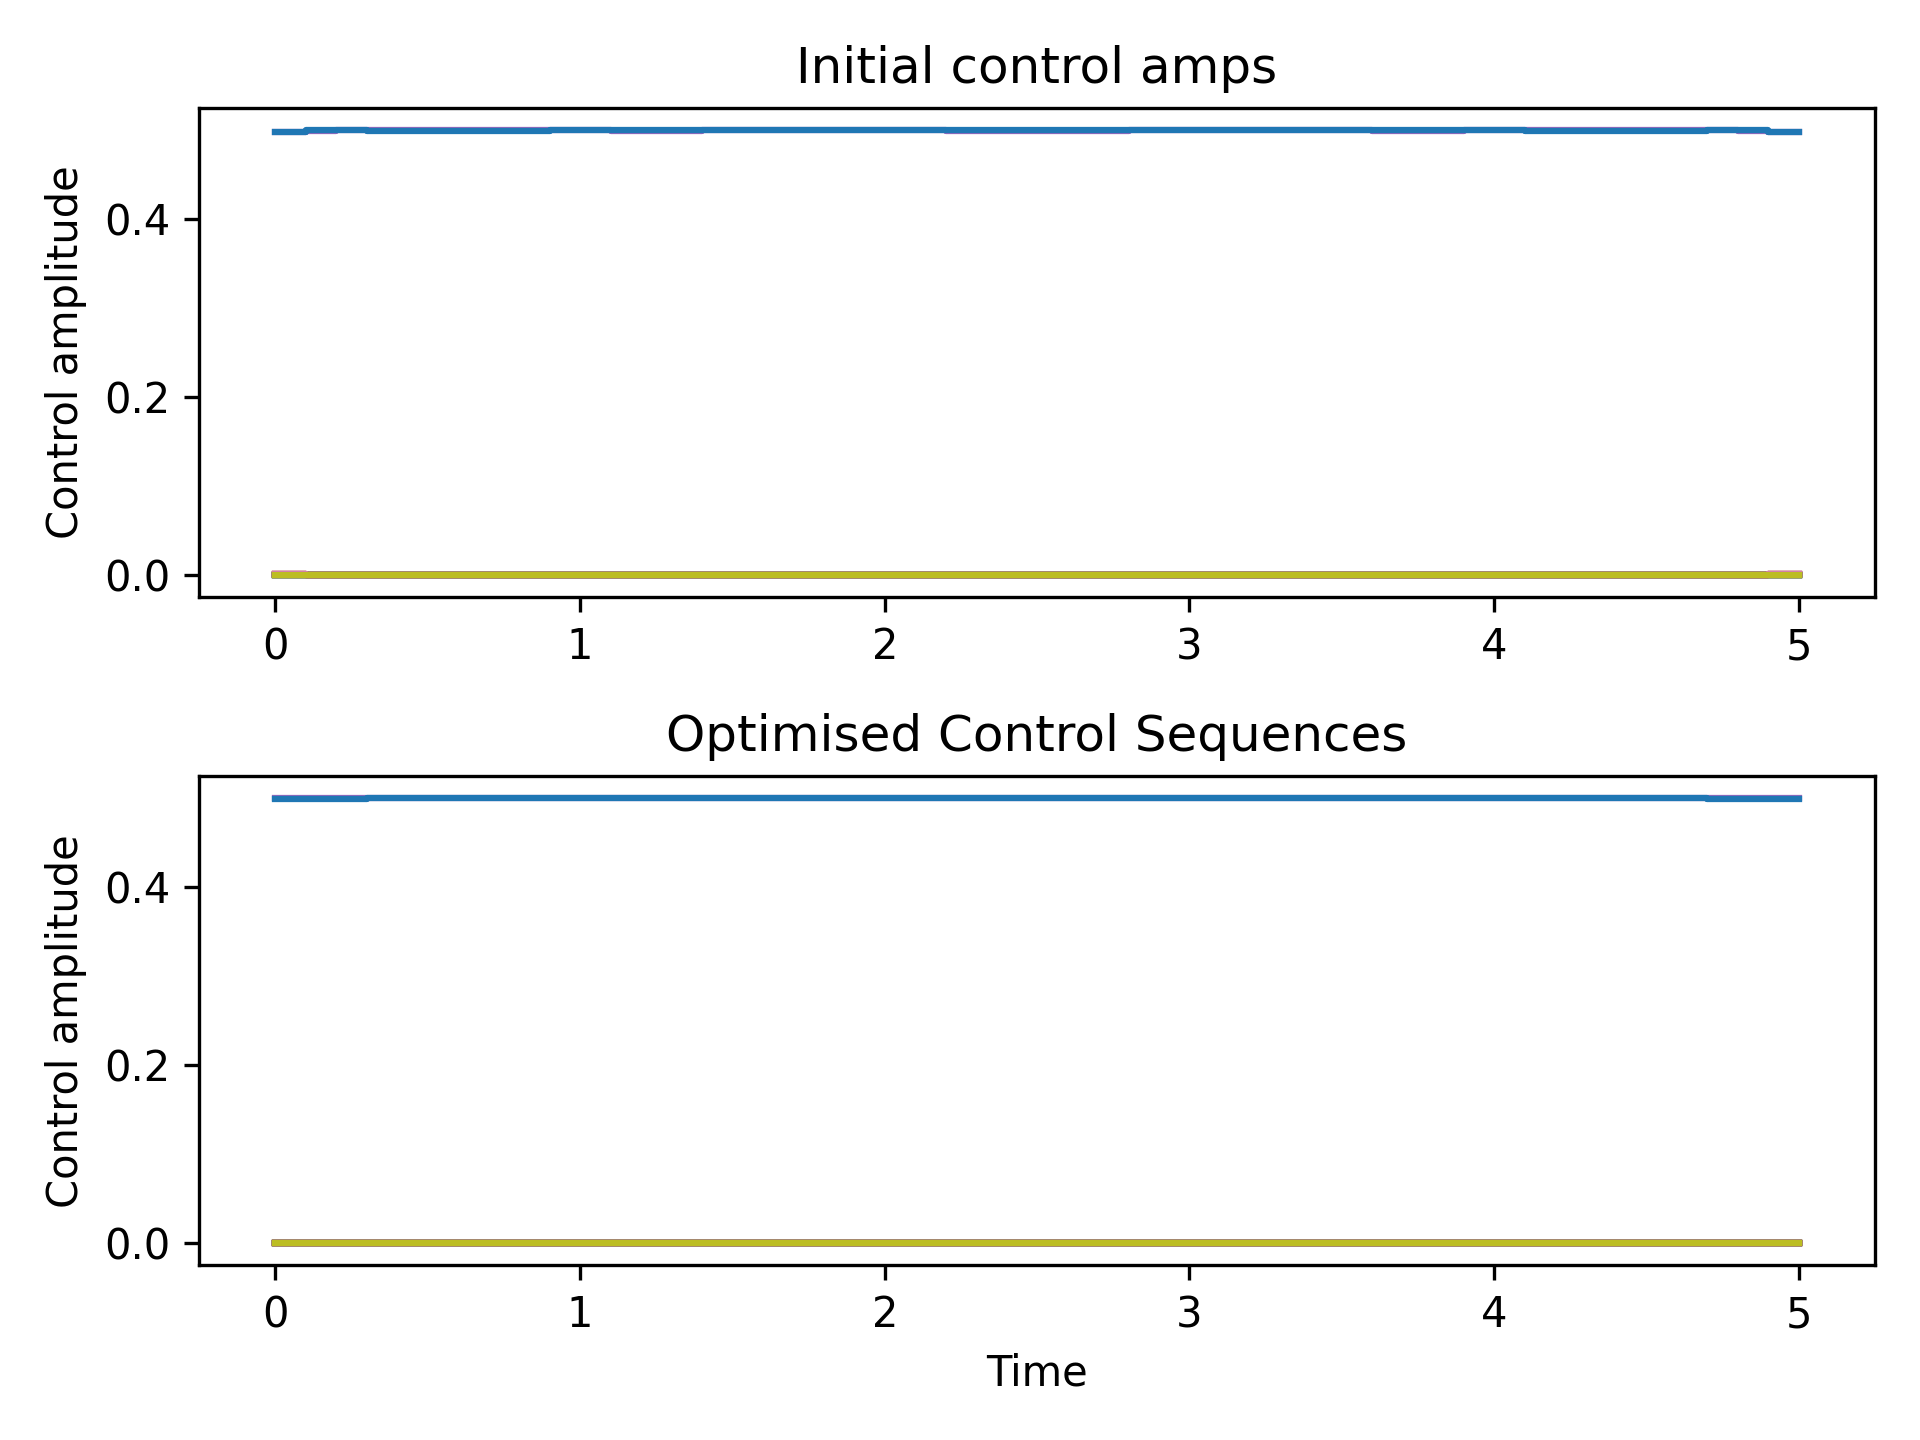 Initial control amps
Control amplitude
0.4
0.2
0.0
0 1 2 3 4 5
Optimised Control Sequences
Control amplitude
0.4
0.2
0.0
0 1 2 3 4 5
Time